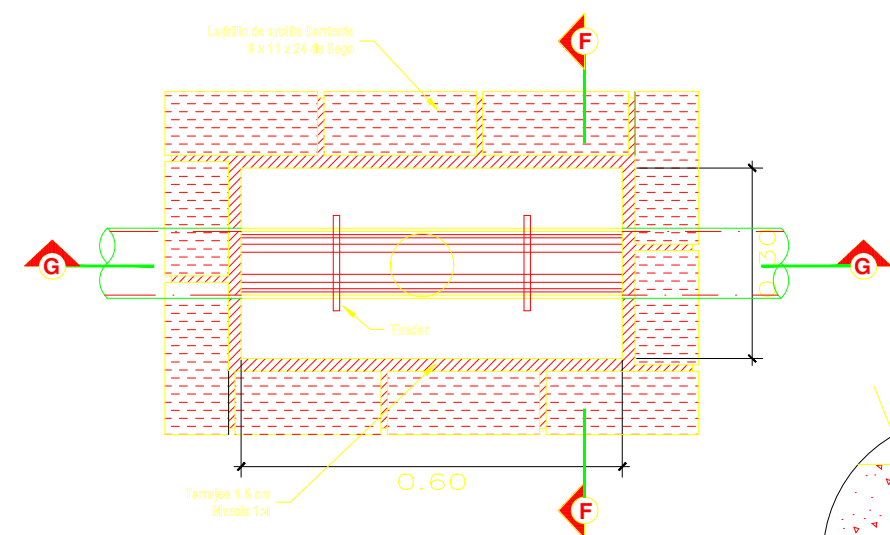 Ladrillo de arcilla Corriente
6 x 11 x 24 de Soga
F
G
0.30
G
Tirador
0.60
Tarrajeo 1.5 cm
Mezcla 1:4
F